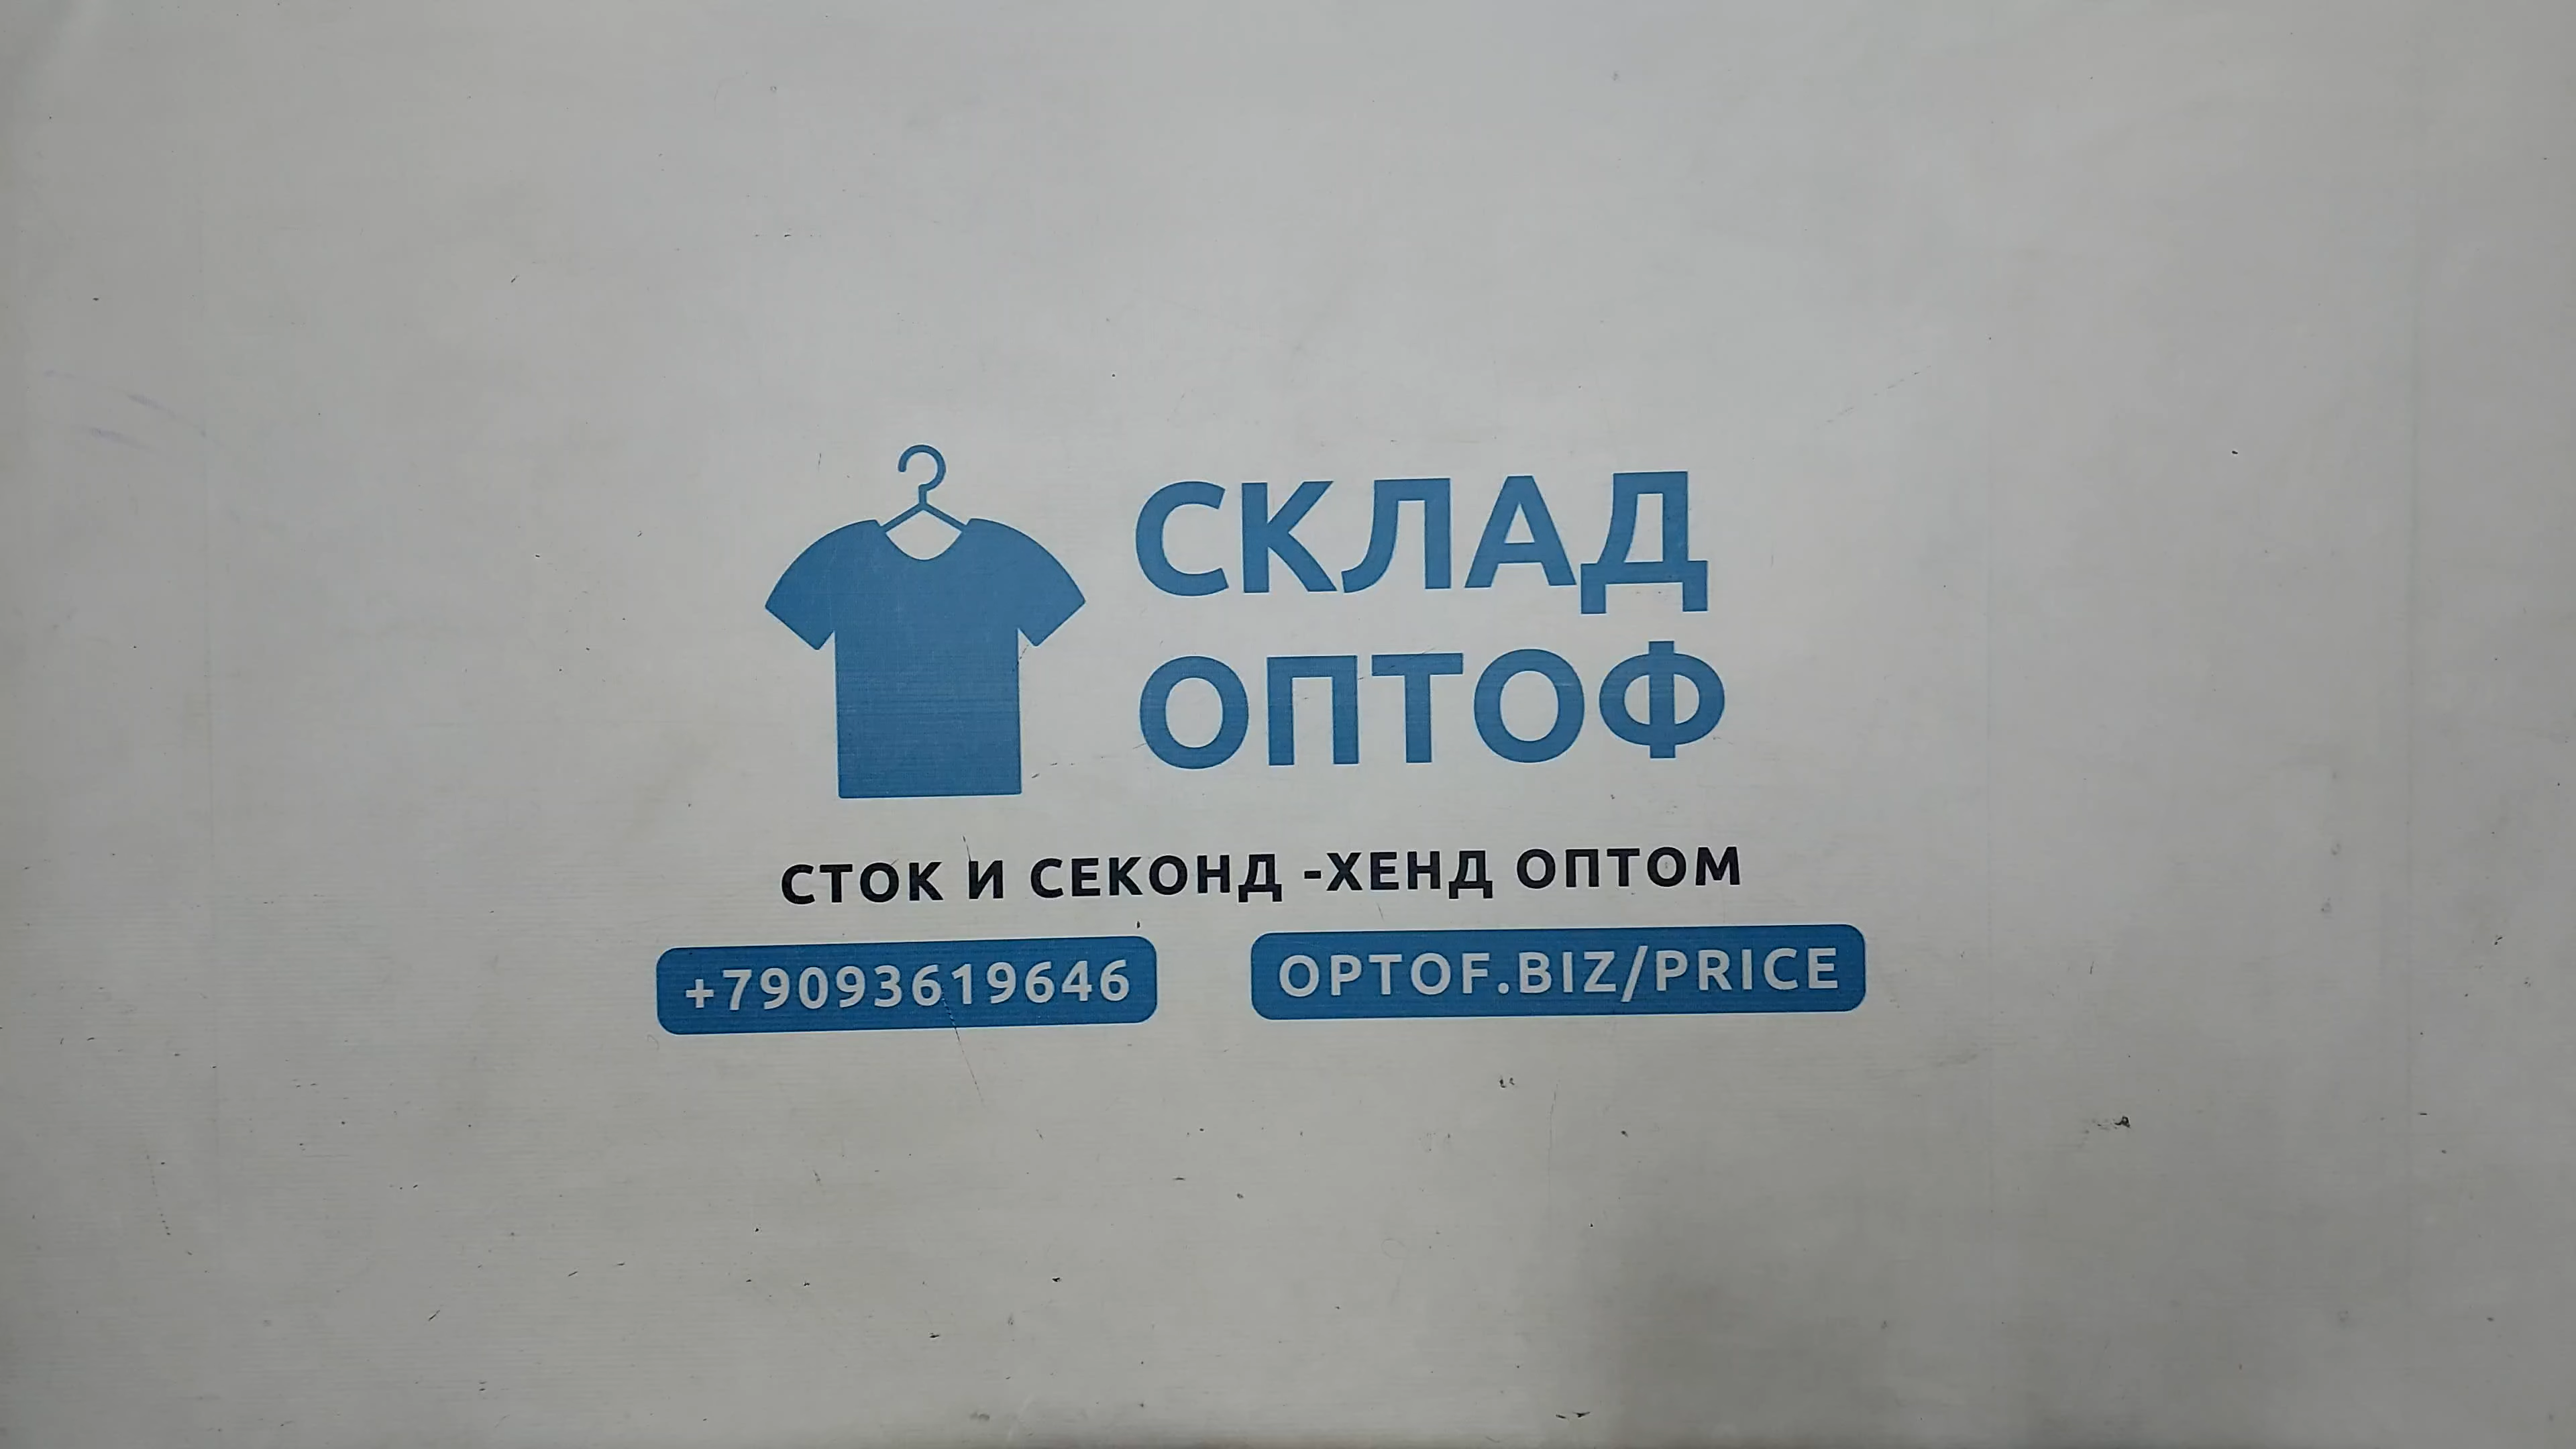 СКЛАД
ОПТОФ
СТОК И СЕКОНД -ХЕНД ОПТОМ
+79093619646
OPTOF.BIZ/PRICE